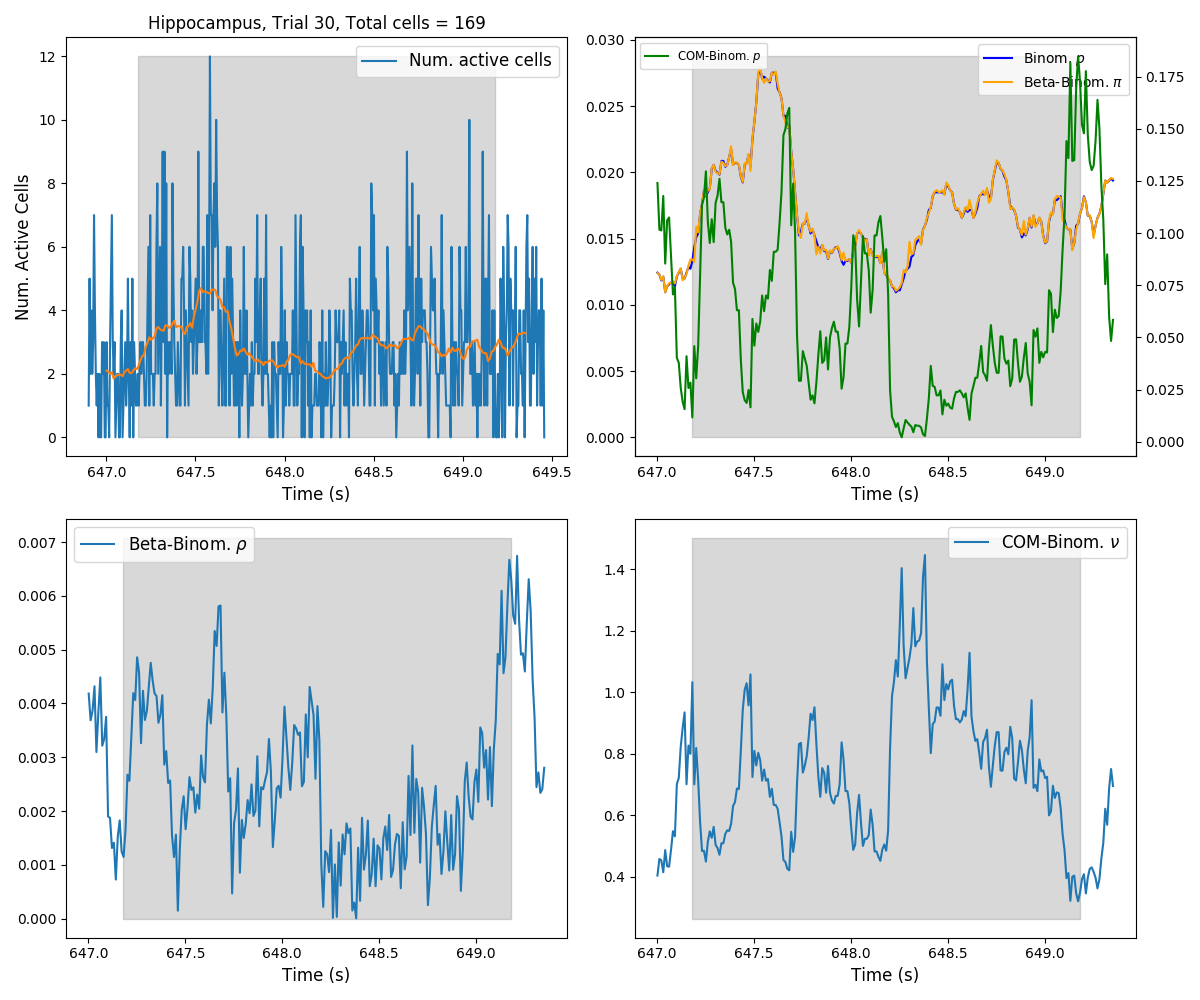 Hippocampus, Trial 30, Total cells = 169
Num. active cells
Num. Active Cells
12
10
8
6
4
2
0
647.0 647.5 648.0 648.5 649.0 649.5
Time (s)
COM-Binom. p
Binom. p
Beta-Binom. π
0.030
0.025
0.020
0.015
0.010
0.005
0.000
0.175
0.150
0.125
0.100
0.075
0.050
0.025
0.000
647.0 647.5 648.0 648.5 649.0
Time (s)
Beta-Binom. ρ
0.007
0.006
0.005
0.004
0.003
0.002
0.001
0.000
647.0 647.5 648.0 648.5 649.0
Time (s)
COM-Binom. ν
1.4
1.2
1.0
0.8
0.6
0.4
647.0 647.5 648.0 648.5 649.0
Time (s)